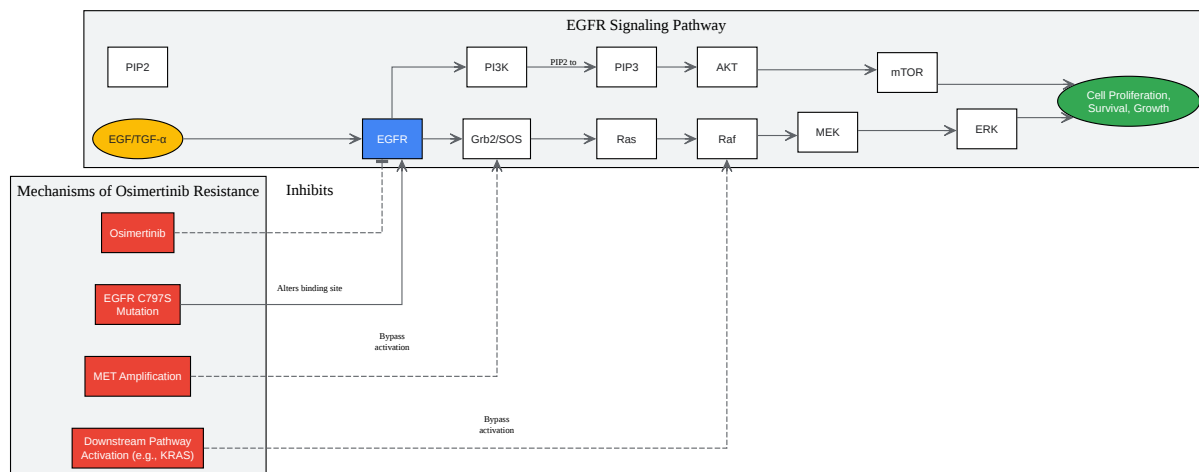 EGFR Signaling Pathway
PIP2
PI3K
PIP2 to
PIP3
AKT
mTOR
Cell Proliferation,
Survival, Growth
EGF/TGF-α
EGFR
Grb2/SOS
Ras
Raf
MEK
ERK
Mechanisms of Osimertinib Resistance
Inhibits
Osimertinib
EGFR C797S
Mutation
Alters binding site
MET Amplification
Bypass
activation
Downstream Pathway
Activation (e.g., KRAS)
Bypass
activation